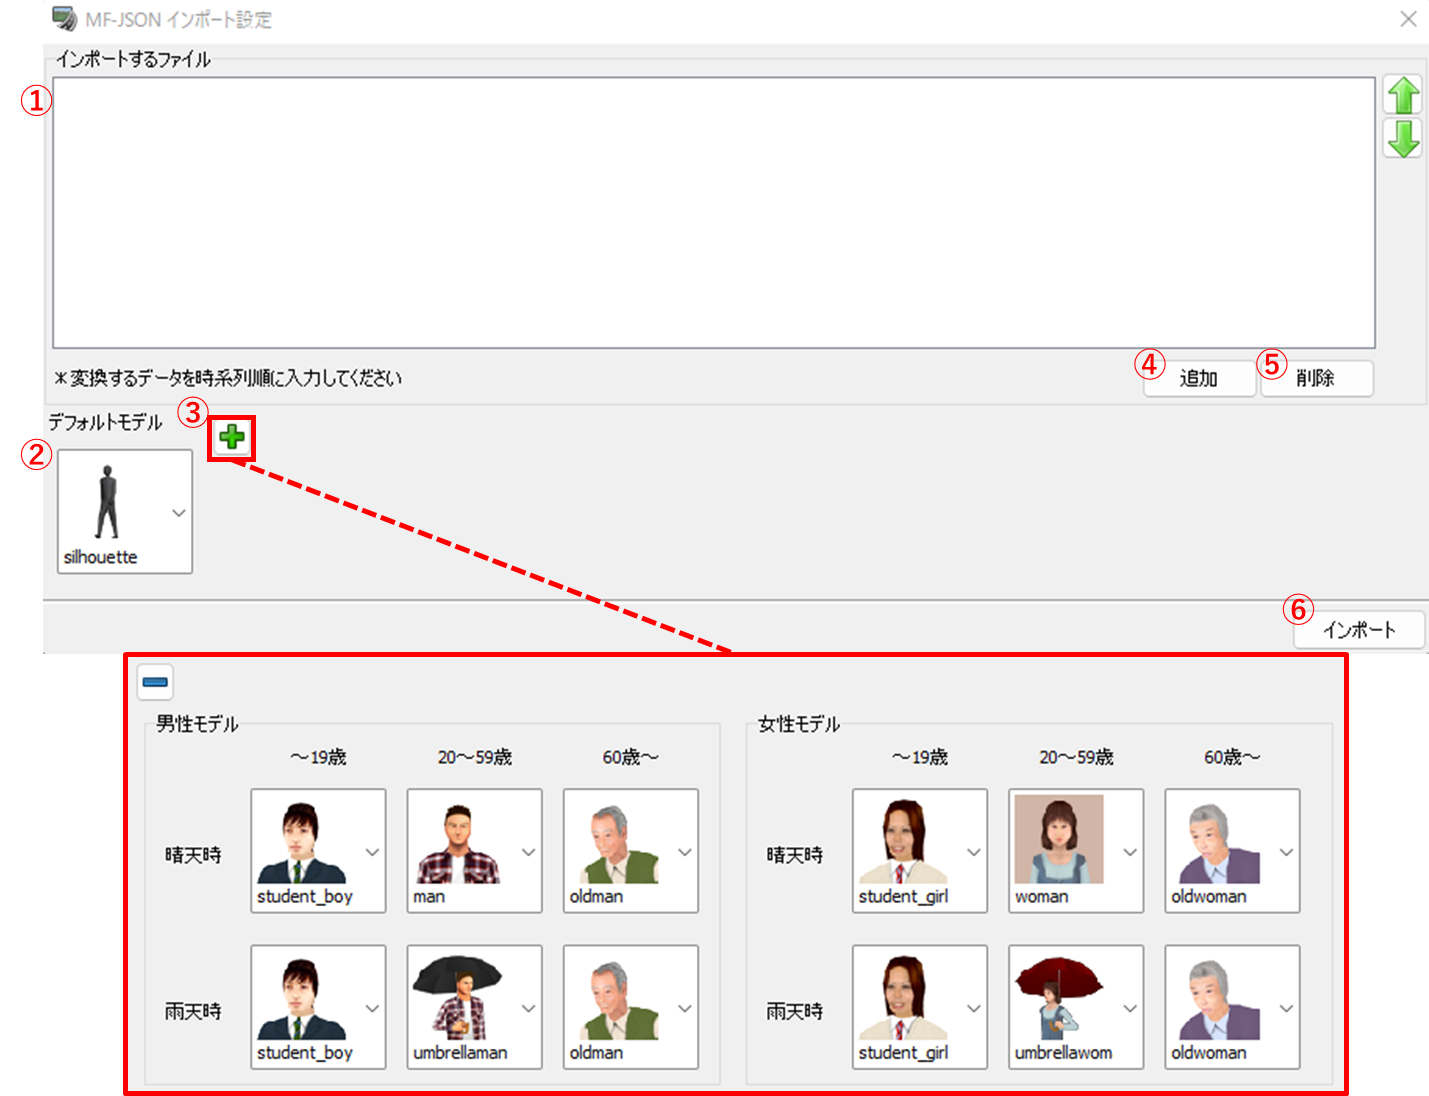 MF-JSON インポート設定
インポートするファイル
①
＊変換するデータを時系列順に入力してください
④ 追加
⑤ 削除
デフォルトモデル
③
②
silhouette
⑥ インポート
男性モデル
～19歳 20～59歳 60歳～
晴天時
student_boy man oldman
雨天時
student_boy umbrellaman oldman
女性モデル
～19歳 20～59歳 60歳～
晴天時
student_girl woman oldwoman
雨天時
student_girl umbrellawom oldwoman